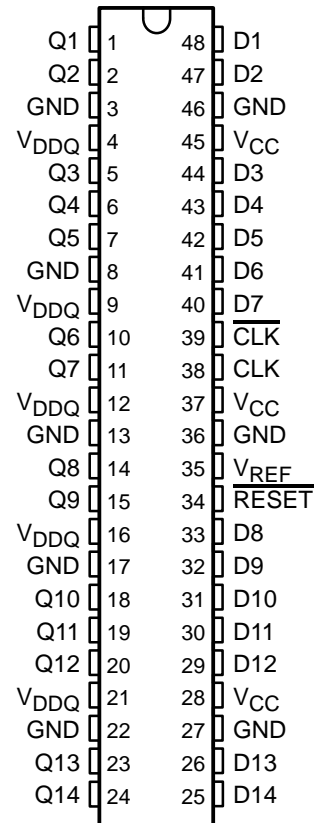 Q1 1 48 D1
Q2 2 47 D2
GND 3 46 GND
VDDQ 4 45 VCC
Q3 5 44 D3
Q4 6 43 D4
Q5 7 42 D5
GND 8 41 D6
VDDQ 9 40 D7
Q6 10 39 C̅L̅K̅
Q7 11 38 CLK
VDDQ 12 37 VCC
GND 13 36 GND
Q8 14 35 VREF
Q9 15 34 R̅E̅S̅E̅T̅
VDDQ 16 33 D8
GND 17 32 D9
Q10 18 31 D10
Q11 19 30 D11
Q12 20 29 D12
VDDQ 21 28 VCC
GND 22 27 GND
Q13 23 26 D13
Q14 24 25 D14